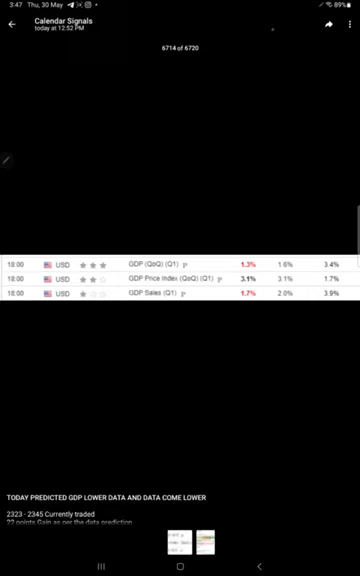 3:47 Thu, 30 May 89%
Calendar Signals
today at 12:52 PM
6714 of 6720
18:00 USD GDP (QoQ) (Q1) P 1.3% 1.6% 3.4%
18:00 USD GDP Price Index (QoQ) (Q1) P 3.1% 3.1% 1.7%
18:00 USD GDP Sales (Q1) P 1.7% 2.0% 3.9%
TODAY PREDICTED GDP LOWER DATA AND DATA COME LOWER
2323 - 2345 Currently traded
22 points Gain as per the data prediction